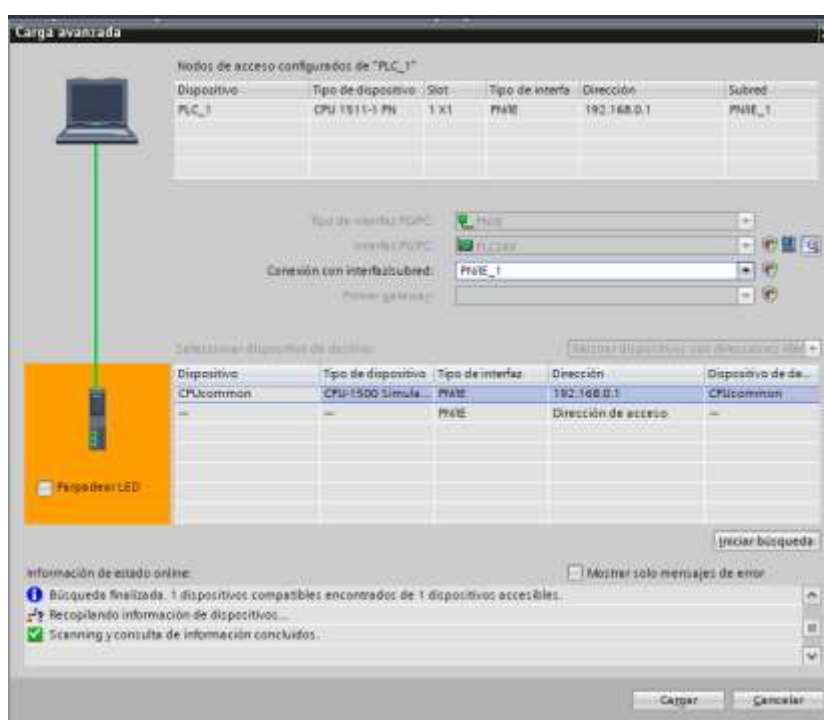 Carga avanzada
Nodos de acceso configurados de "PLC_1"
Dispositivo Tipo de dispositivo Slot Tipo de interfa Dirección Subred
PLC_1 CPU 1511-1 PN 1 X1 PN/IE 192.168.0.1 PN/IE_1
Tipo de interfaz PG/PC: PN/IE
Interfaz PG/PC: PLCSIM
Conexión con interfaz/subred: PN/IE_1
Primer gateway:
Seleccionar dispositivo de destino: Mostrar dispositivos con direcciones
Dispositivo Tipo de dispositivo Tipo de interfaz Dirección Dispositivo de de...
CPUcommon CPU-1500 Simula... PN/IE 192.168.0.1 CPUcommon
— — PN/IE Dirección de acceso —
Parpadear LED
Iniciar búsqueda
Información de estado online: Mostrar solo mensajes de error
Búsqueda finalizada. 1 dispositivos compatibles encontrados de 1 dispositivos accesibles.
Recopilando información de dispositivos...
Scanning y consulta de información concluidos.
Cargar Cancelar